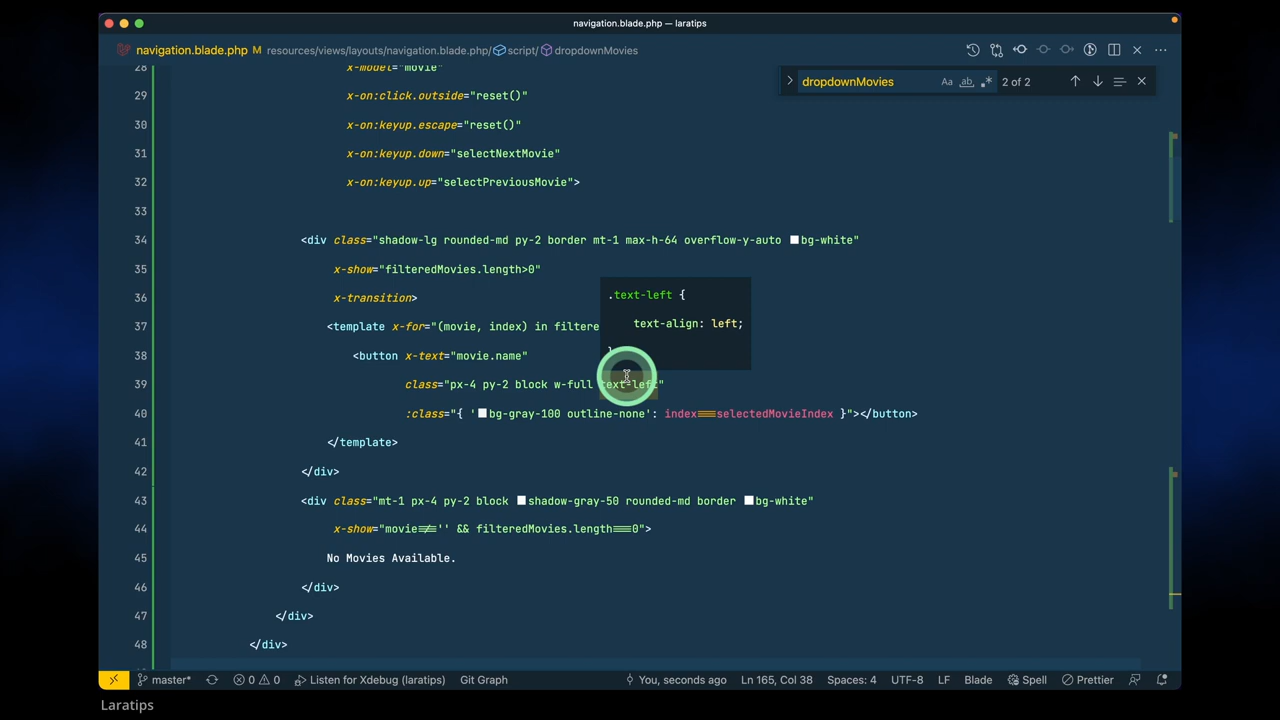 navigation.blade.php — laratips
navigation.blade.php M resources/views/layouts/navigation.blade.php/ script/ dropdownMovies
dropdownMovies Aa ab 2 of 2
28 x-model="movie"
29 x-on:click.outside="reset()"
30 x-on:keyup.escape="reset()"
31 x-on:keyup.down="selectNextMovie"
32 x-on:keyup.up="selectPreviousMovie">
33
34 <div class="shadow-lg rounded-md py-2 border mt-1 max-h-64 overflow-y-auto bg-white"
35 x-show="filteredMovies.length>0"
.text-left {
36 x-transition>
text-align: left;
37 <template x-for="(movie, index) in filtere
}
38 <button x-text="movie.name"
39 class="px-4 py-2 block w-full text-left"
40 :class="{ 'bg-gray-100 outline-none': index===selectedMovieIndex }"></button>
41 </template>
42 </div>
43 <div class="mt-1 px-4 py-2 block shadow-gray-50 rounded-md border bg-white"
44 x-show="movie!=='' && filteredMovies.length===0">
45 No Movies Available.
46 </div>
47 </div>
48 </div>
master* 0 0 Listen for Xdebug (laratips) Git Graph You, seconds ago Ln 165, Col 38 Spaces: 4 UTF-8 LF Blade Spell Prettier
Laratips